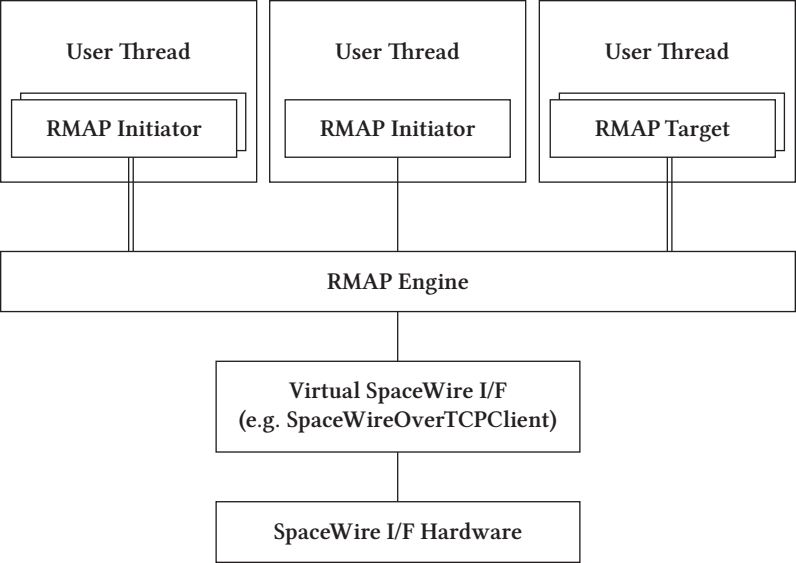 User Thread
User Thread
User Thread
RMAP Initiator
RMAP Initiator
RMAP Target
RMAP Engine
Virtual SpaceWire I/F
(e.g. SpaceWireOverTCPClient)
SpaceWire I/F Hardware